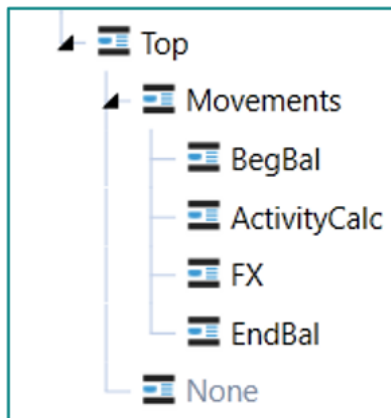 Top
Movements
BegBal
ActivityCalc
FX
EndBal
None